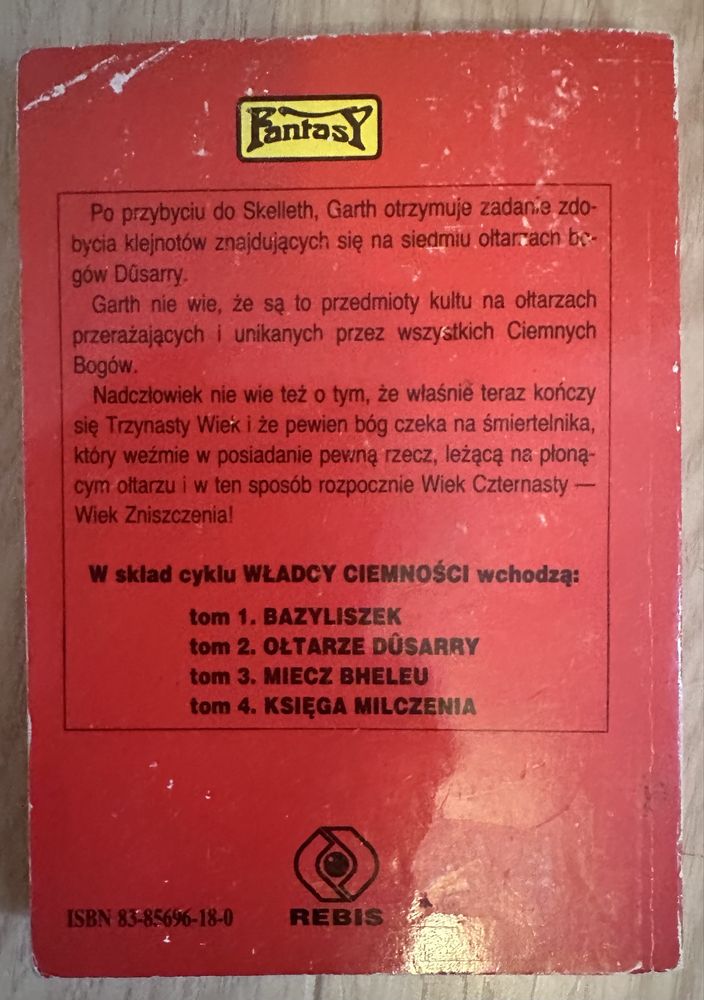 Fantasy
Po przybyciu do Skelleth, Garth otrzymuje zadanie zdo-
bycia klejnotów znajdujących się na siedmiu ołtarzach bo-
gów Dûsarry.
Garth nie wie, że są to przedmioty kultu na ołtarzach
przerażających i unikanych przez wszystkich Ciemnych
Bogów.
Nadczłowiek nie wie też o tym, że właśnie teraz kończy
się Trzynasty Wiek i że pewien bóg czeka na śmiertelnika,
który weźmie w posiadanie pewną rzecz, leżącą na płoną-
cym ołtarzu i w ten sposób rozpocznie Wiek Czternasty —
Wiek Zniszczenia!
W skład cyklu WŁADCY CIEMNOŚCI wchodzą:
tom 1. BAZYLISZEK
tom 2. OŁTARZE DÛSARRY
tom 3. MIECZ BHELEU
tom 4. KSIĘGA MILCZENIA
ISBN 83-85696-18-0
REBIS